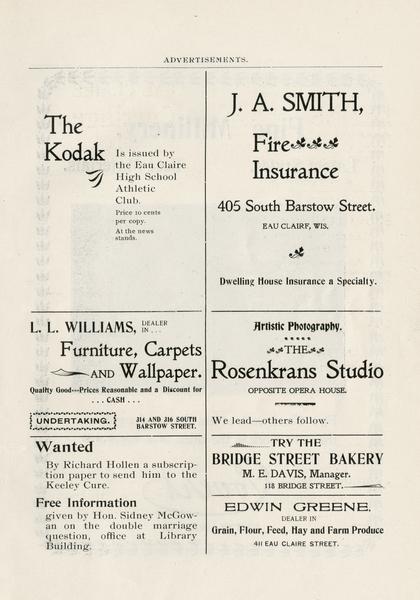 ADVERTISEMENTS.
The
Kodak
Is issued by
the Eau Claire
High School
Athletic
Club.
Price 10 cents
per copy.
At the news
stands.
L. L. WILLIAMS, DEALER IN . . .
Furniture, Carpets
AND Wallpaper.
Quality Good---Prices Reasonable and a Discount for
. . . CASH . . .
UNDERTAKING. 314 AND 316 SOUTH
BARSTOW STREET.
Wanted
By Richard Hollen a subscrip-
tion paper to send him to the
Keeley Cure.
Free Information
given by Hon. Sidney McGow-
an on the double marriage
question, office at Library
Building.
J. A. SMITH,
Fire
Insurance
405 South Barstow Street.
EAU CLAIRE, WIS.
Dwelling House Insurance a Specialty.
Artistic Photography.
THE
Rosenkrans Studio
OPPOSITE OPERA HOUSE.
We lead—others follow.
TRY THE
BRIDGE STREET BAKERY
M. E. DAVIS, Manager.
118 BRIDGE STREET.
EDWIN GREENE,
DEALER IN
Grain, Flour, Feed, Hay and Farm Produce
411 EAU CLAIRE STREET.